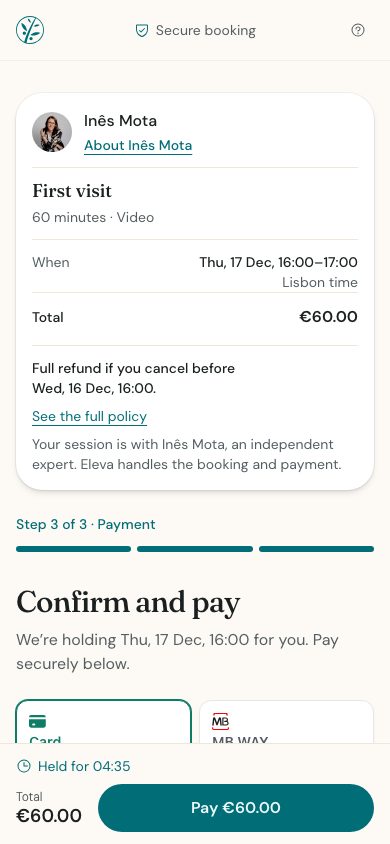 Secure booking
Inês Mota
About Inês Mota
First visit
60 minutes · Video
When
Thu, 17 Dec, 16:00–17:00
Lisbon time
Total
€60.00
Full refund if you cancel before
Wed, 16 Dec, 16:00.
See the full policy
Your session is with Inês Mota, an independent
expert. Eleva handles the booking and payment.
Step 3 of 3 · Payment
Confirm and pay
We’re holding Thu, 17 Dec, 16:00 for you. Pay
securely below.
Card
MB
MB WAY
Held for 04:35
Total
€60.00
Pay €60.00